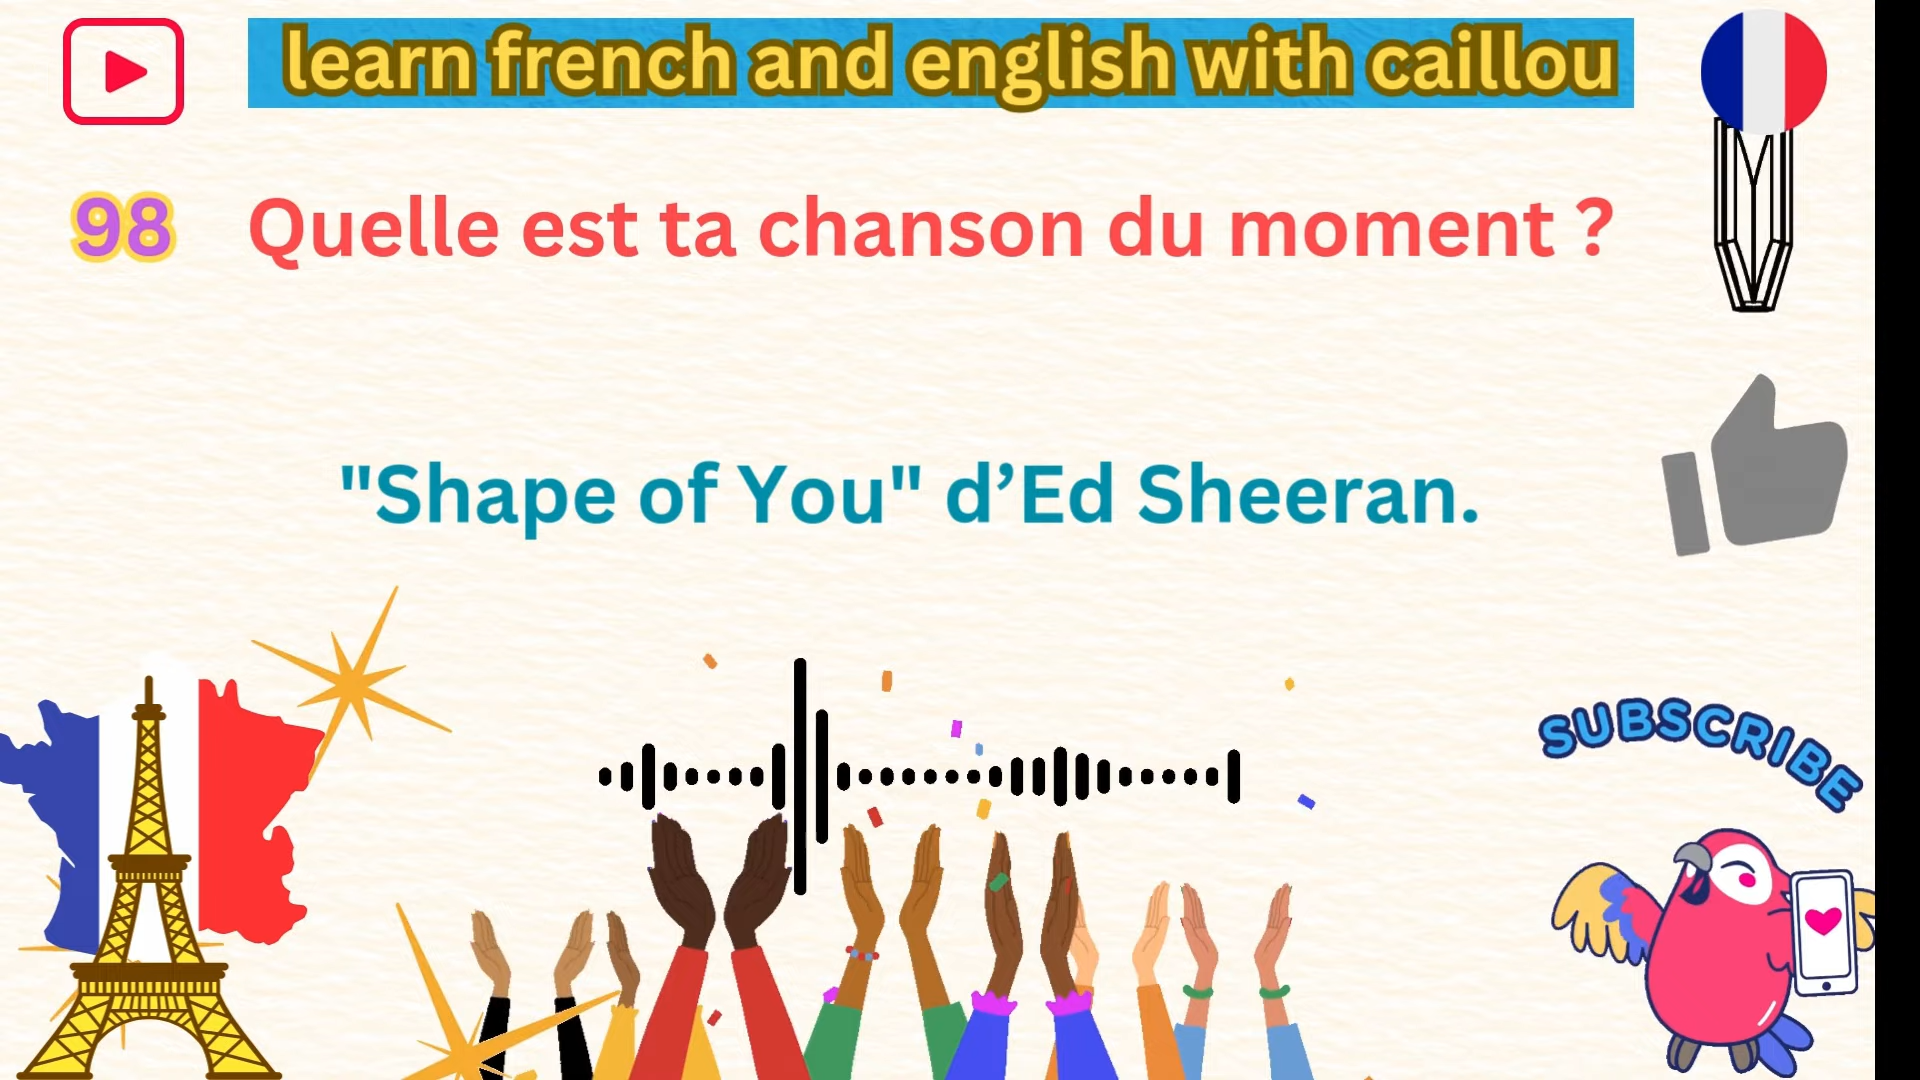 learn french and english with caillou
98 Quelle est ta chanson du moment ?
"Shape of You" d’Ed Sheeran.
SUBSCRIBE